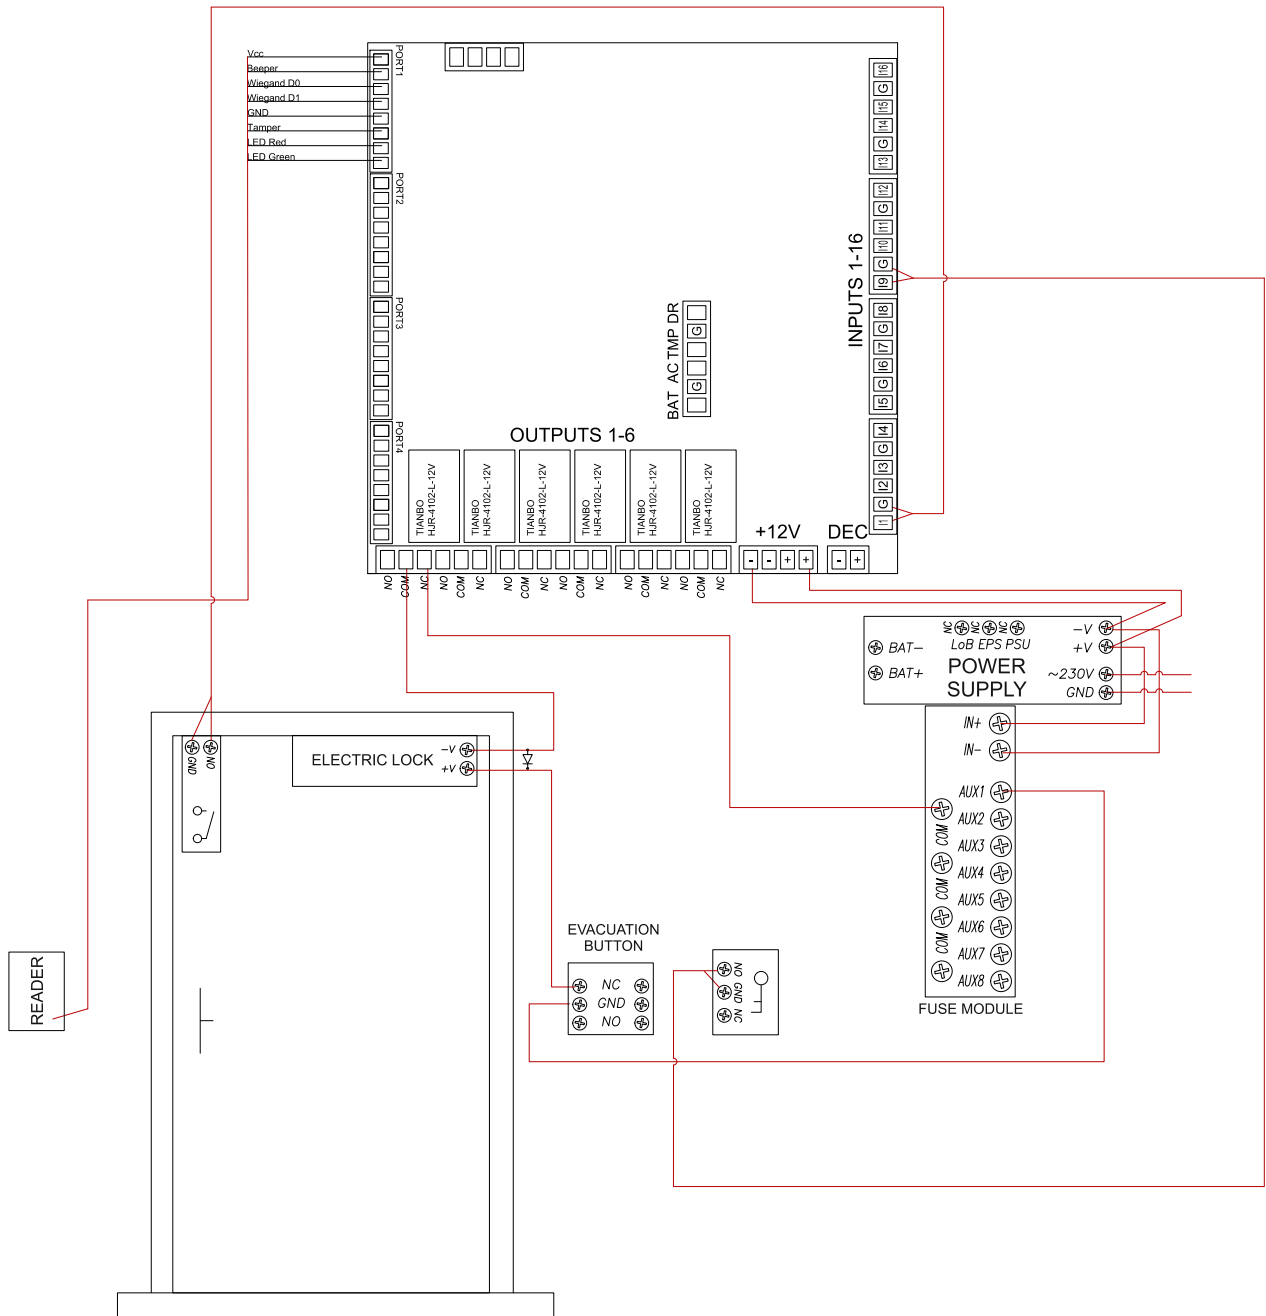 Vcc
Beeper
Wiegand D0
Wiegand D1
GND
Tamper
LED Red
LED Green
PORT1
PORT2
PORT3
PORT4
I16
G
I15
I14
G
I13
I12
G
I11
I10
G
I9
I8
G
I7
I6
G
I5
I4
G
I3
I2
G
I1
INPUTS 1-16
BAT AC TMP DR
G
G
OUTPUTS 1-6
TIANBO
HJR-4102-L-12V
TIANBO
HJR-4102-L-12V
TIANBO
HJR-4102-L-12V
TIANBO
HJR-4102-L-12V
TIANBO
HJR-4102-L-12V
TIANBO
HJR-4102-L-12V
+12V
DEC
- - + +
- +
NO COM NC NO COM NC
NO COM NC NO COM NC
NO COM NC NO COM NC
NC NC NC
LoB EPS PSU
BAT-
BAT+
POWER
SUPPLY
-V
+V
~230V
GND
IN+
IN-
AUX1
AUX2
AUX3
AUX4
AUX5
AUX6
AUX7
AUX8
COM
COM
COM
FUSE MODULE
GND NO
ELECTRIC LOCK
-V
+V
READER
EVACUATION
BUTTON
NC
GND
NO
NO
GND
NC